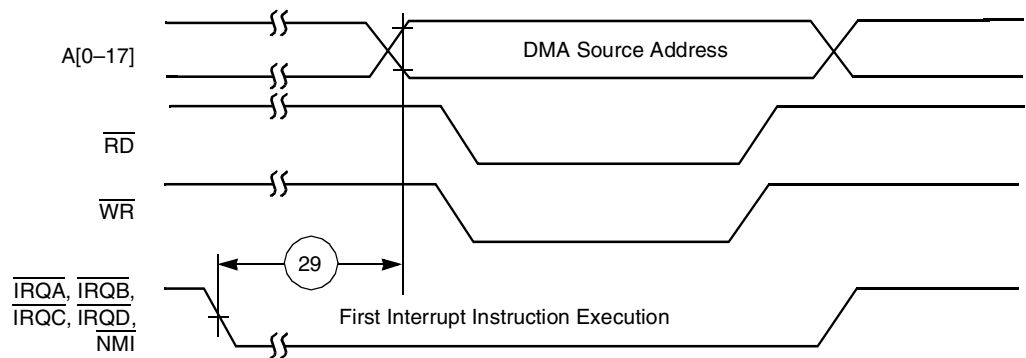 A[0–17]
DMA Source Address
RD
WR
29
IRQA, IRQB,
IRQC, IRQD,
NMI
First Interrupt Instruction Execution